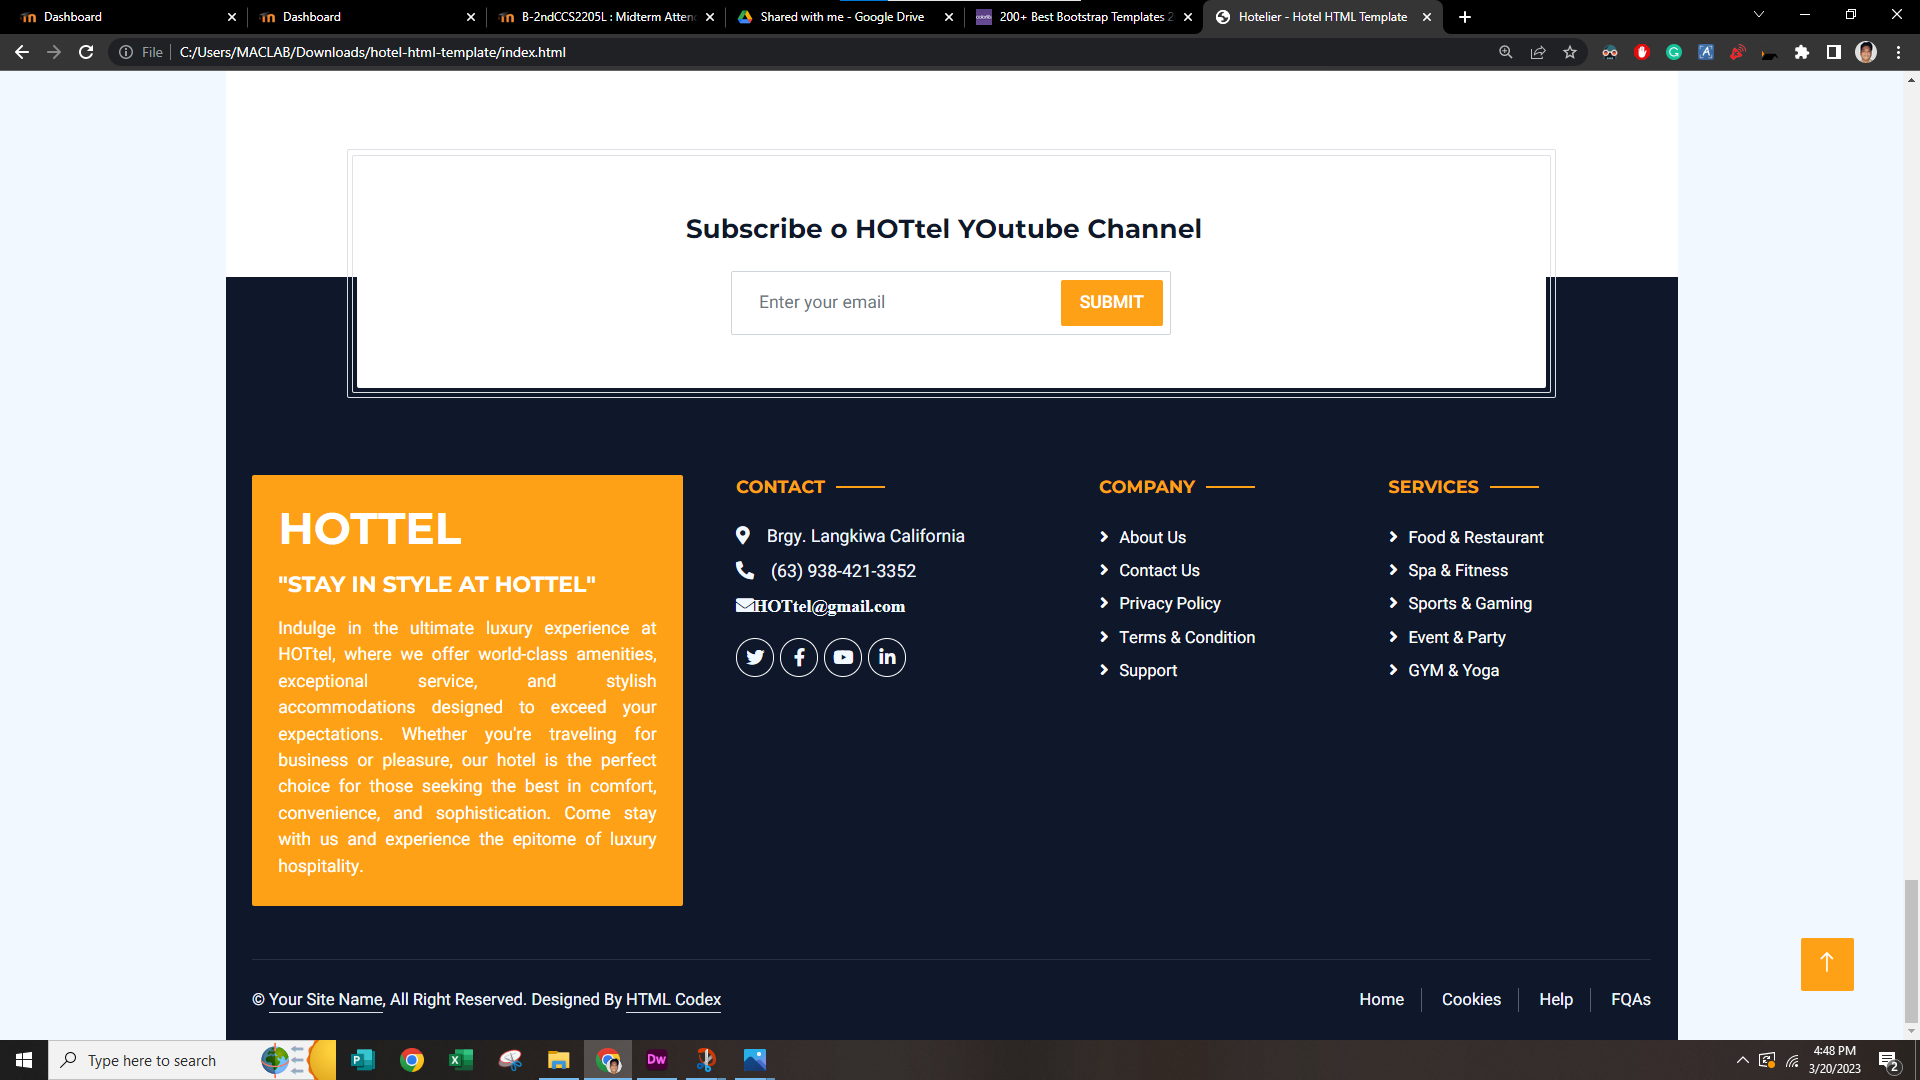 Dashboard
Dashboard
B-2ndCCS2205L : Midterm Atten
Shared with me - Google Drive
200+ Best Bootstrap Templates 2
Hotelier - Hotel HTML Template
File
C:/Users/MACLAB/Downloads/hotel-html-template/index.html
Subscribe o HOTtel YOutube Channel
Enter your email
SUBMIT
HOTTEL
"STAY IN STYLE AT HOTTEL"
Indulge in the ultimate luxury experience at
HOTtel, where we offer world-class amenities,
exceptional service, and stylish
accommodations designed to exceed your
expectations. Whether you're traveling for
business or pleasure, our hotel is the perfect
choice for those seeking the best in comfort,
convenience, and sophistication. Come stay
with us and experience the epitome of luxury
hospitality.
CONTACT
Brgy. Langkiwa California
(63) 938-421-3352
HOTtel@gmail.com
COMPANY
About Us
Contact Us
Privacy Policy
Terms & Condition
Support
SERVICES
Food & Restaurant
Spa & Fitness
Sports & Gaming
Event & Party
GYM & Yoga
© Your Site Name, All Right Reserved. Designed By HTML Codex
Home
Cookies
Help
FQAs
Type here to search
Dw
4:48 PM
3/20/2023
2